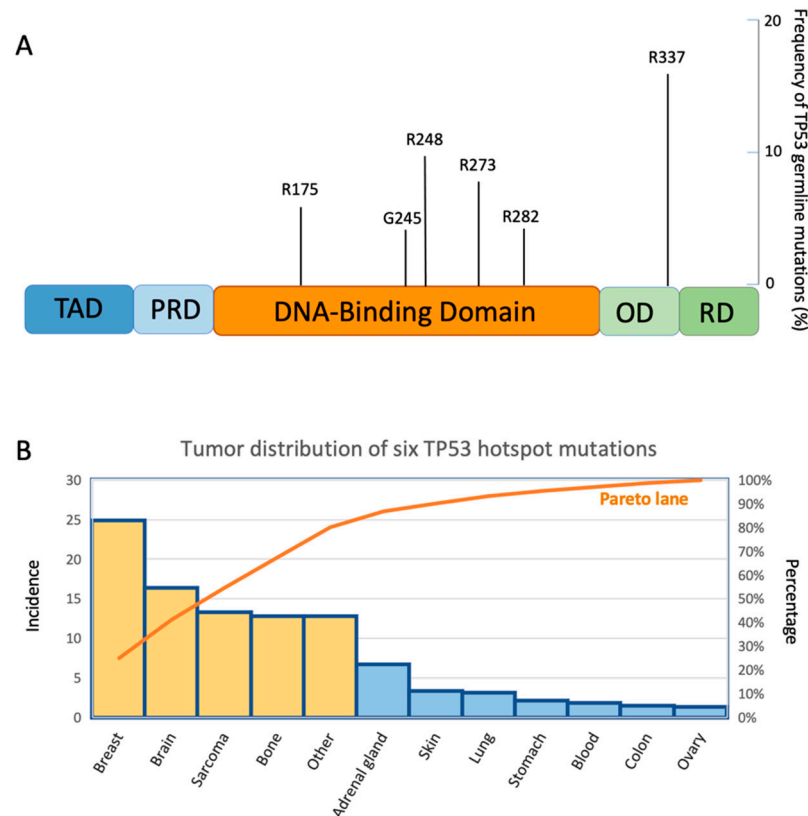 A
20
Frequency of TP53 germline mutations (%)
R337
R248
10
R273
R175
G245
R282
0
TAD
PRD
DNA-Binding Domain
OD
RD
B
Tumor distribution of six TP53 hotspot mutations
30
25
20
15
10
5
0
Incidence
Pareto lane
100%
90%
80%
70%
60%
50%
40%
30%
20%
10%
0%
Percentage
Breast
Brain
Sarcoma
Bone
Other
Adrenal gland
Skin
Lung
Stomach
Blood
Colon
Ovary